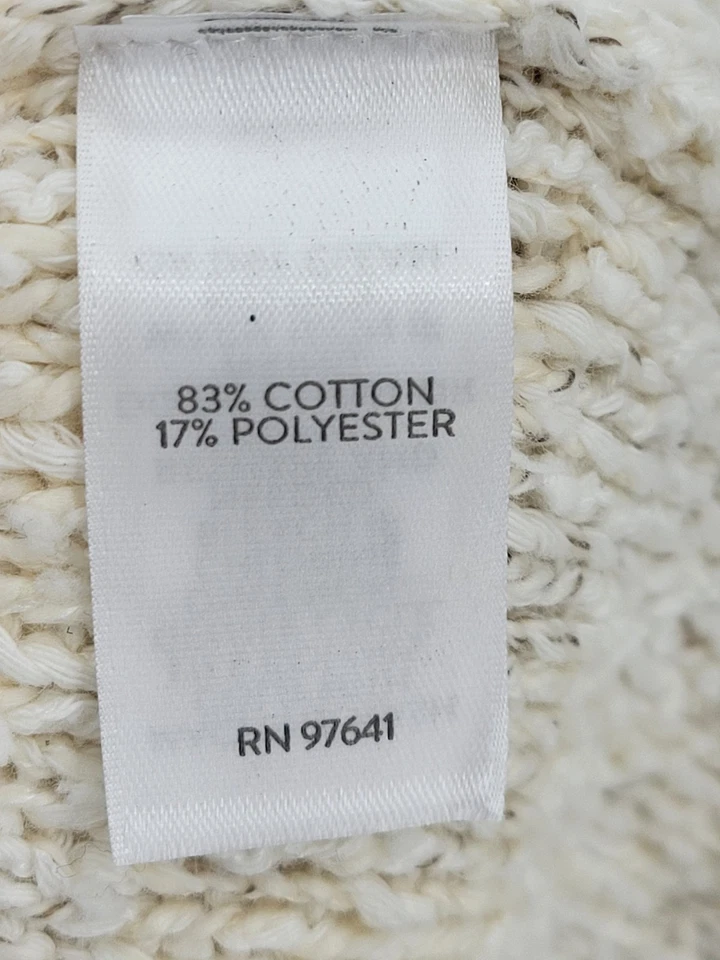 83% COTTON
17% POLYESTER
RN 97641